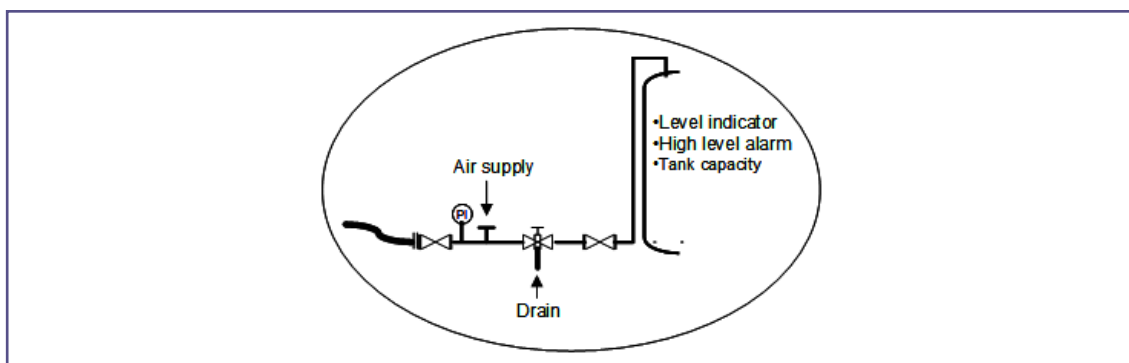 •Level indicator
•High level alarm
•Tank capacity
Air supply
PI
Drain